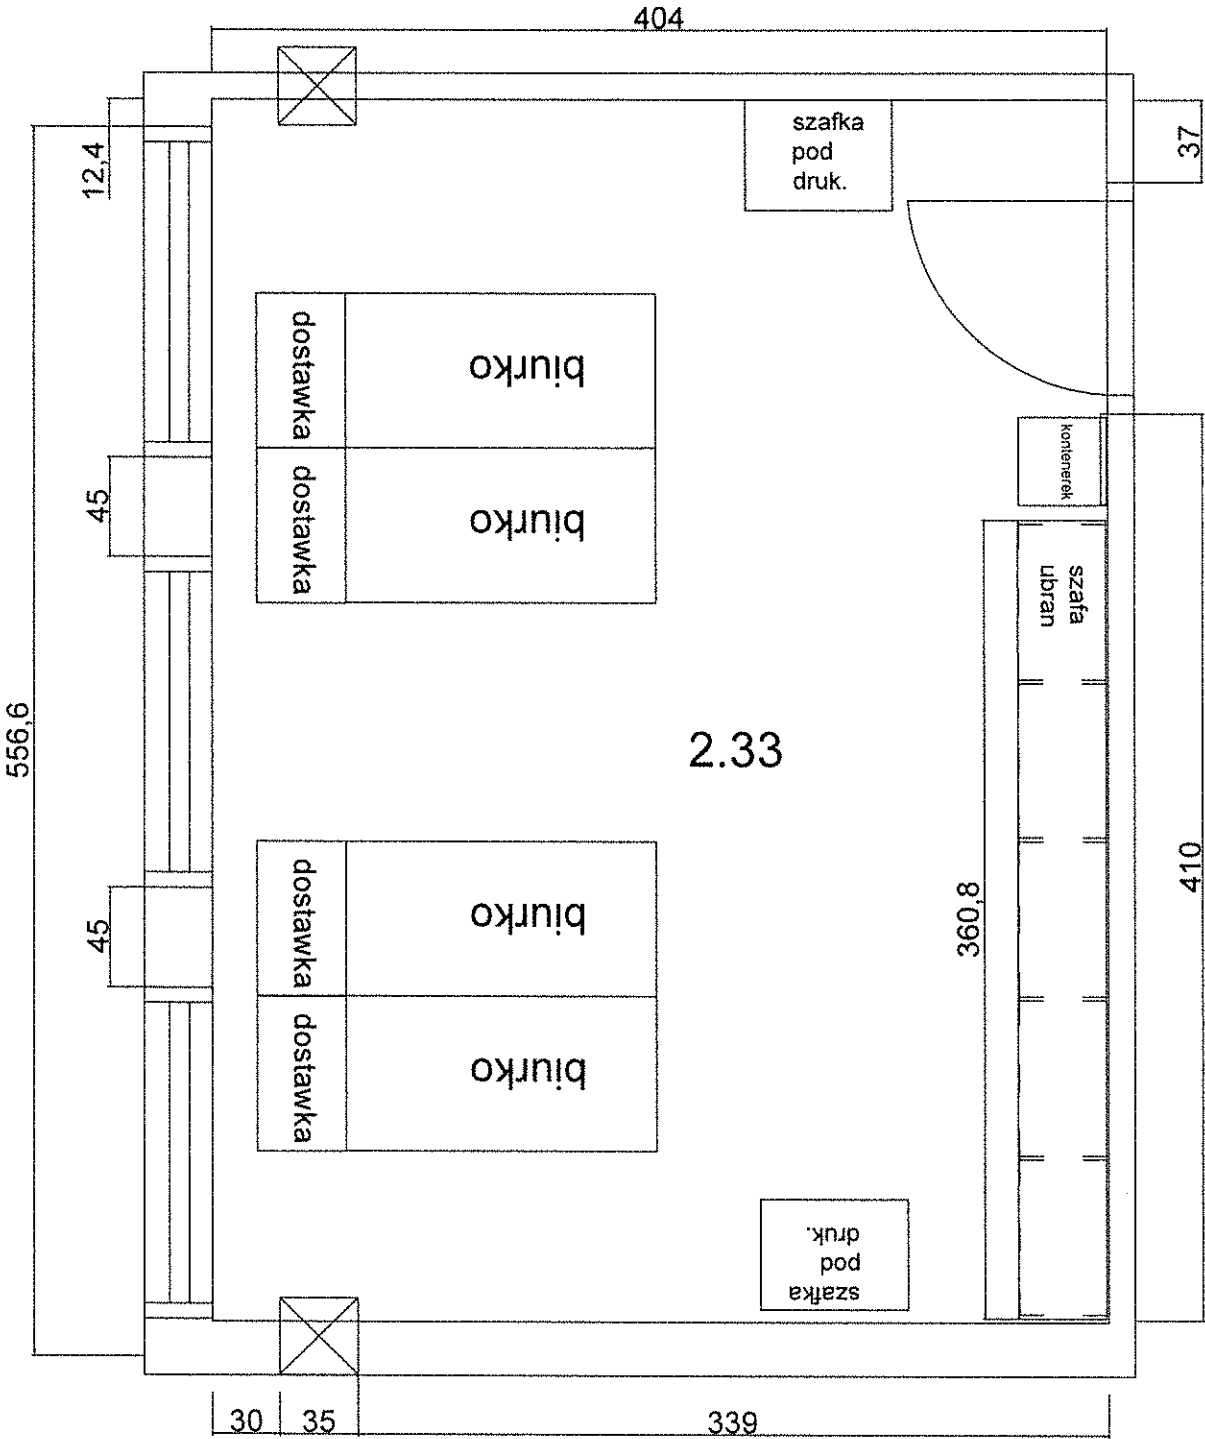 404
szafka
pod
druk.
37
12,4
dostawka
biurko
dostawka
biurko
kontenerek
45
szafa
ubran
556,6
2.33
410
360,8
45
dostawka
biurko
dostawka
biurko
szafka
pod
druk.
30
35
339